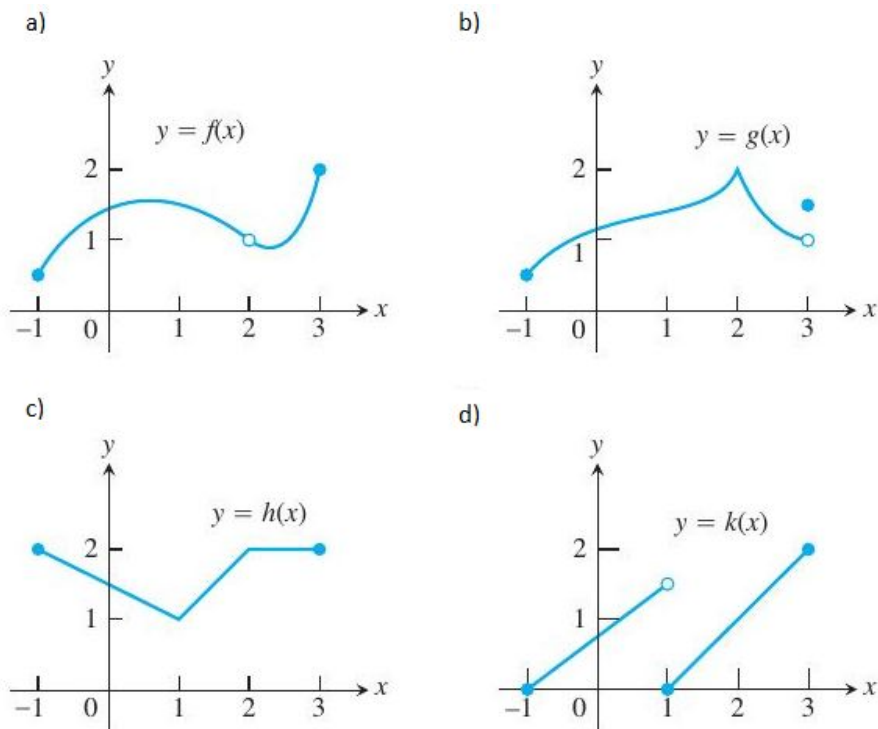 a)
y
y = f(x)
2
1
–1 0 1 2 3 x
b)
y
y = g(x)
2
1
–1 0 1 2 3 x
c)
y
y = h(x)
2
1
–1 0 1 2 3 x
d)
y
y = k(x)
2
1
–1 0 1 2 3 x